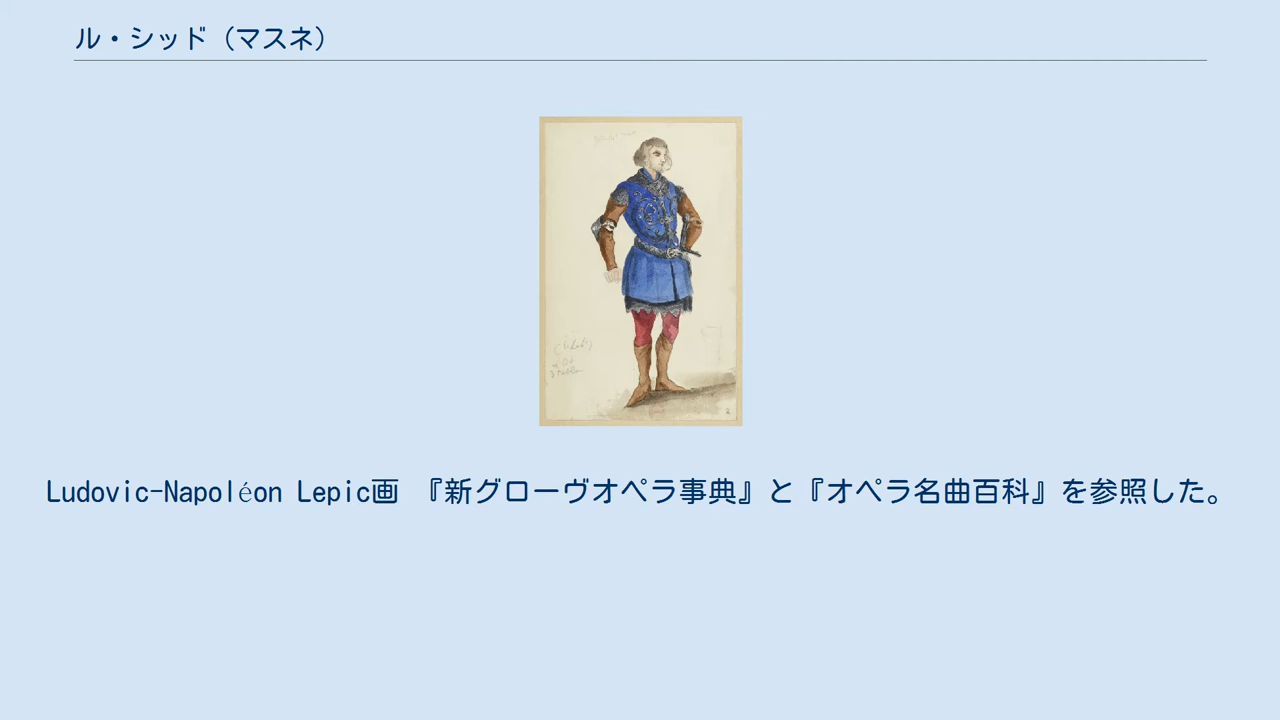 ル・シッド（マスネ）
Ludovic-Napoléon Lepic画 『新グローヴオペラ事典』と『オペラ名曲百科』を参照した。